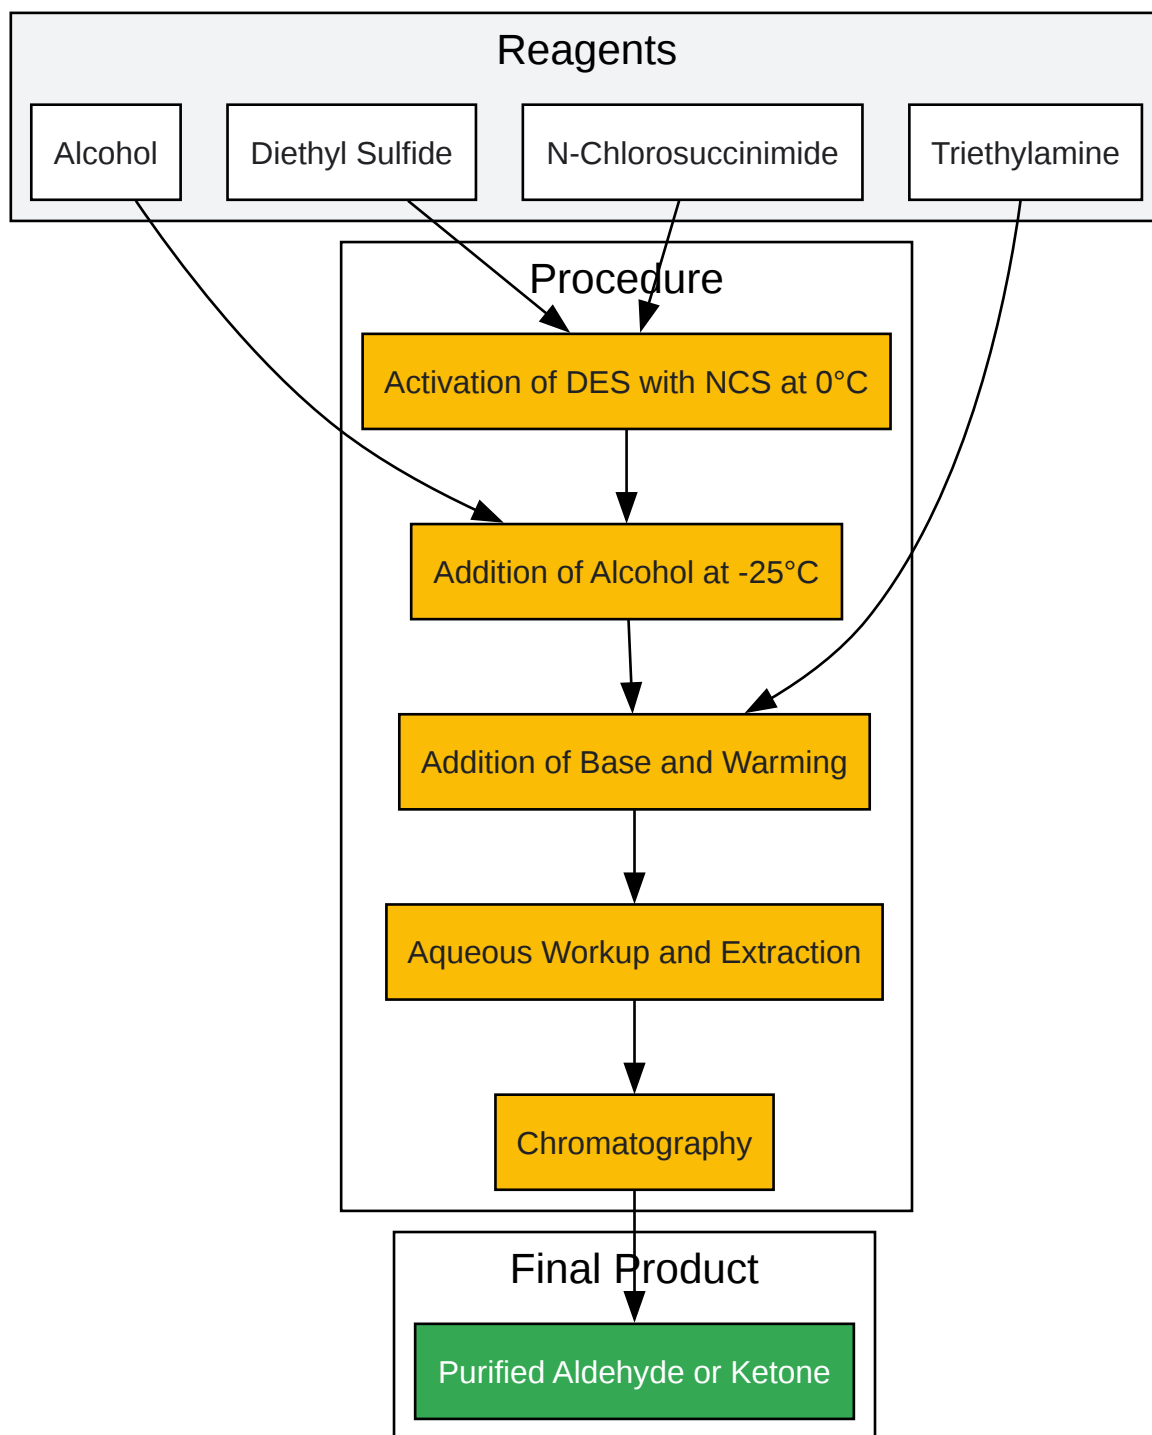 Reagents
Alcohol
Diethyl Sulfide
N-Chlorosuccinimide
Triethylamine
Procedure
Activation of DES with NCS at 0°C
Addition of Alcohol at -25°C
Addition of Base and Warming
Aqueous Workup and Extraction
Chromatography
Final Product
Purified Aldehyde or Ketone